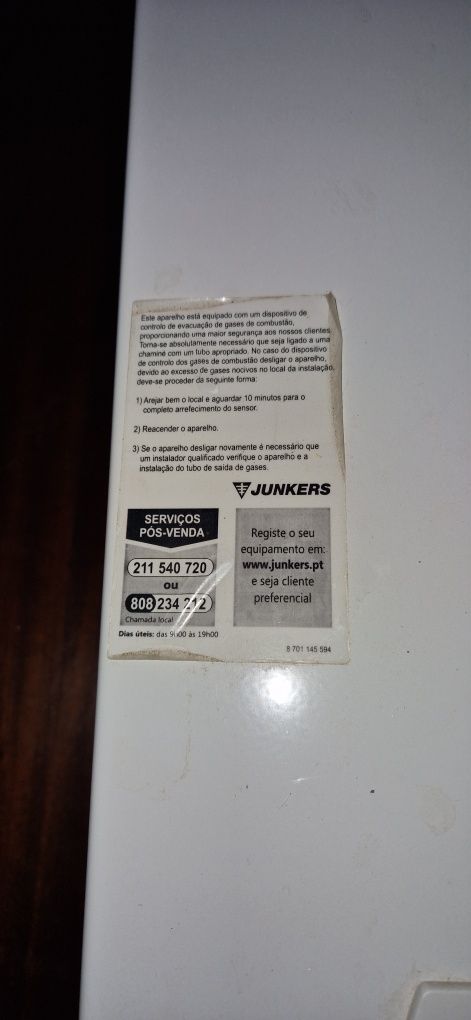 Este aparelho está equipado com um dispositivo de
controlo de evacuação de gases de combustão,
proporcionando uma maior segurança aos nossos clientes.
Torna-se absolutamente necessário que seja ligado a uma
chaminé com um tubo apropriado. No caso do dispositivo
de controlo dos gases de combustão desligar o aparelho,
devido ao excesso de gases nocivos no local da instalação,
deve-se proceder da seguinte forma:
1) Arejar bem o local e aguardar 10 minutos para o
completo arrefecimento do sensor.
2) Reacender o aparelho.
3) Se o aparelho desligar novamente é necessário que
um instalador qualificado verifique o aparelho e a
instalação do tubo de saída de gases.
JUNKERS
SERVIÇOS
PÓS-VENDA
211 540 720
ou
808 234 212
Chamada local
Dias úteis: das 9h00 às 19h00
Registe o seu
equipamento em:
www.junkers.pt
e seja cliente
preferencial
8 701 145 594